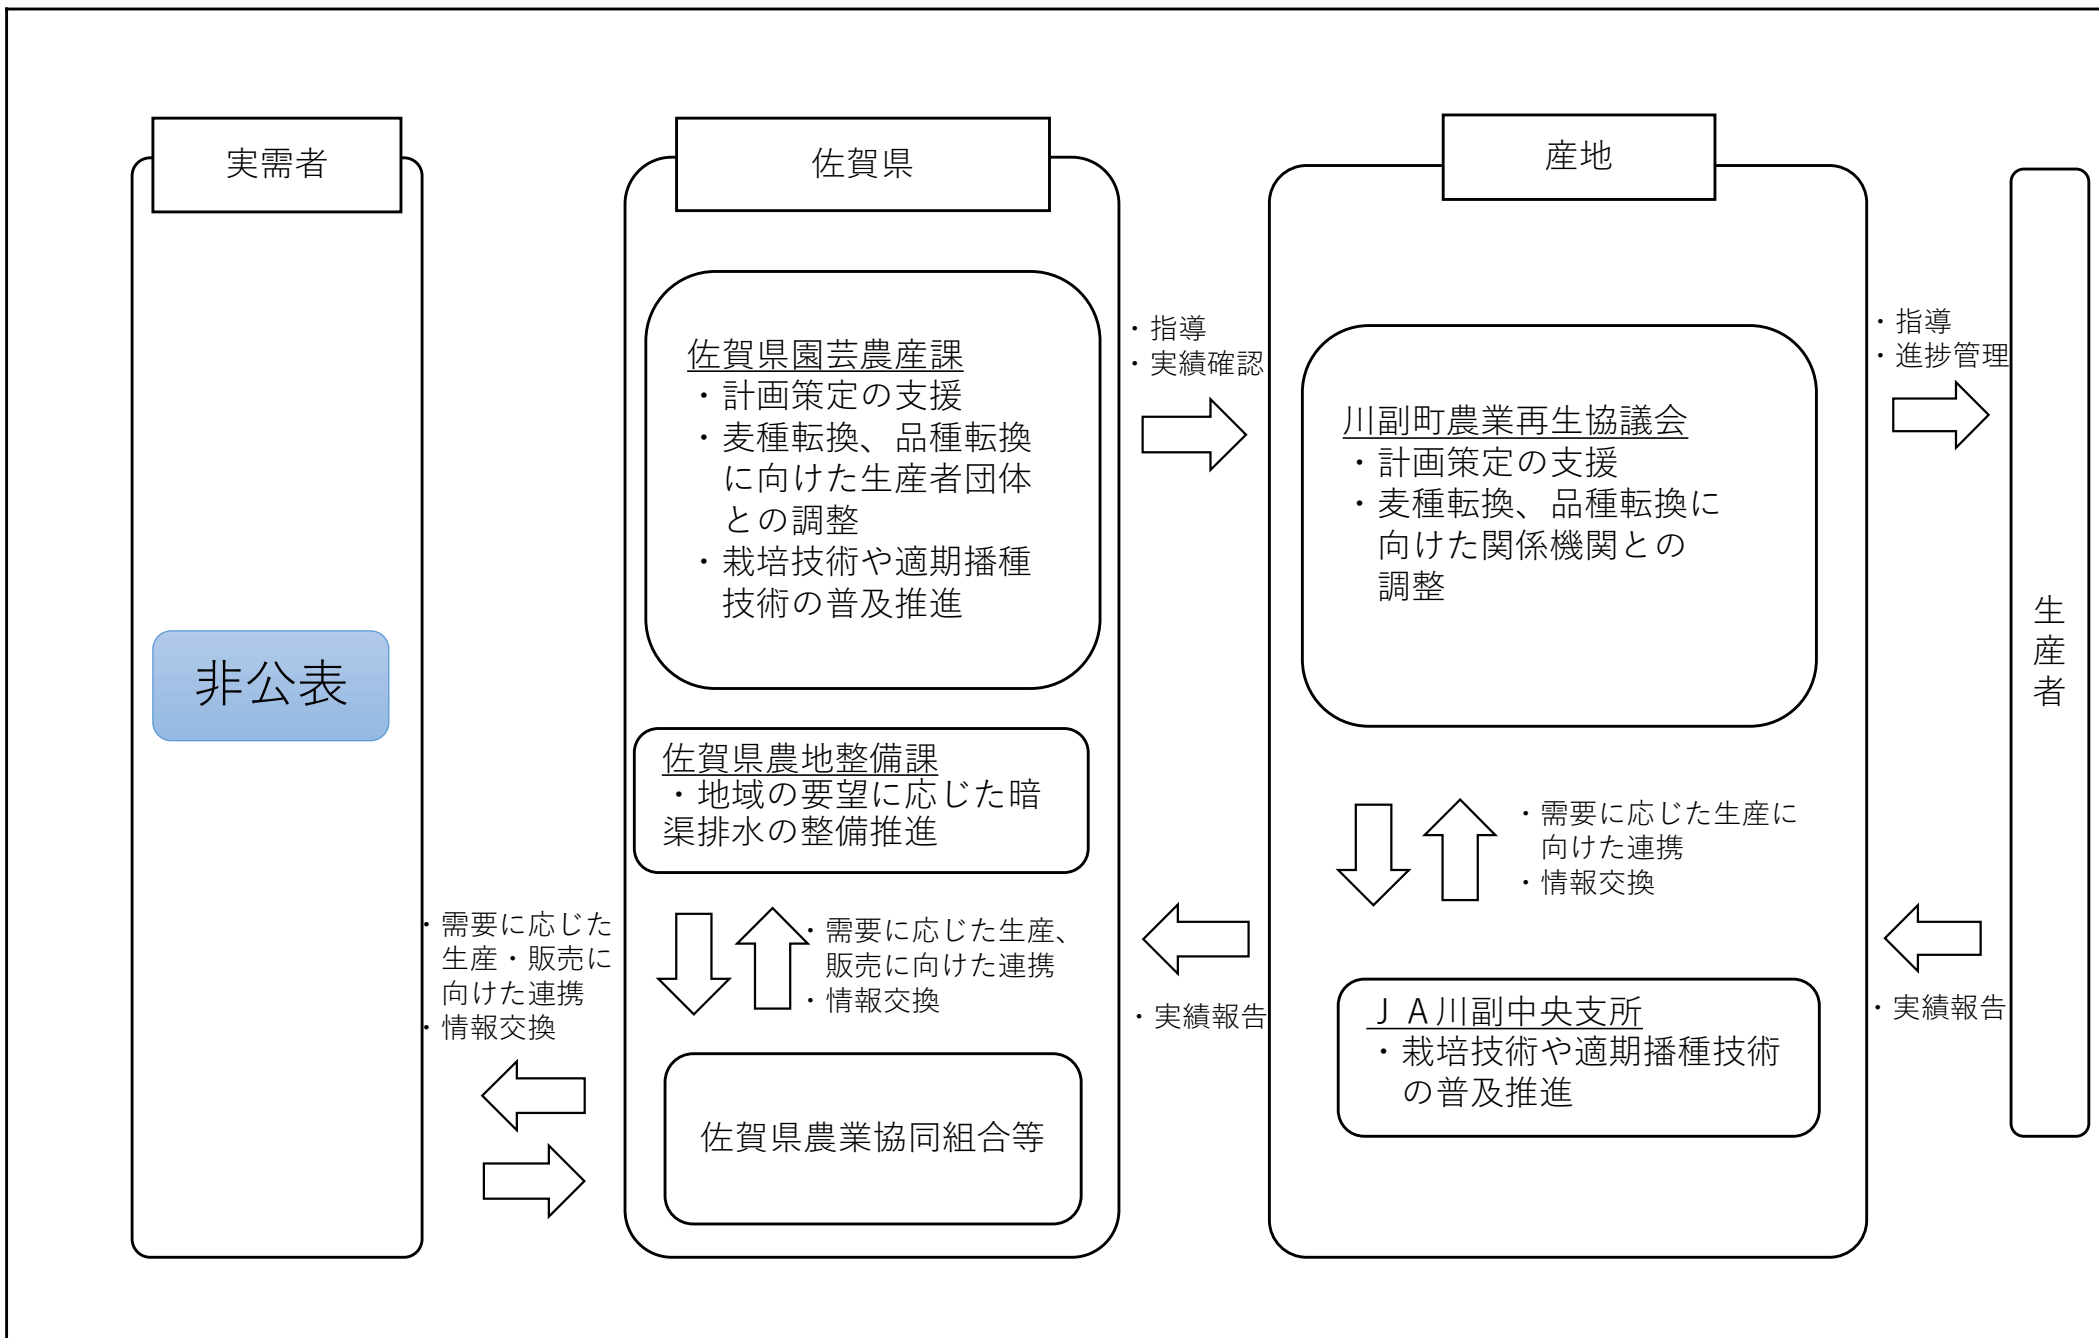 実需者
非公表
・需要に応じた
生産・販売に
向けた連携
・情報交換
佐賀県
佐賀県園芸農産課
・計画策定の支援
・麦種転換、品種転換
に向けた生産者団体
との調整
・栽培技術や適期播種
技術の普及推進
佐賀県農地整備課
・地域の要望に応じた暗
渠排水の整備推進
・需要に応じた生産、
販売に向けた連携
・情報交換
佐賀県農業協同組合等
・指導
・実績確認
・実績報告
産地
川副町農業再生協議会
・計画策定の支援
・麦種転換、品種転換に
向けた関係機関との
調整
・需要に応じた生産に
向けた連携
・情報交換
ＪＡ川副中央支所
・栽培技術や適期播種技術
の普及推進
・指導
・進捗管理
・実績報告
生産者